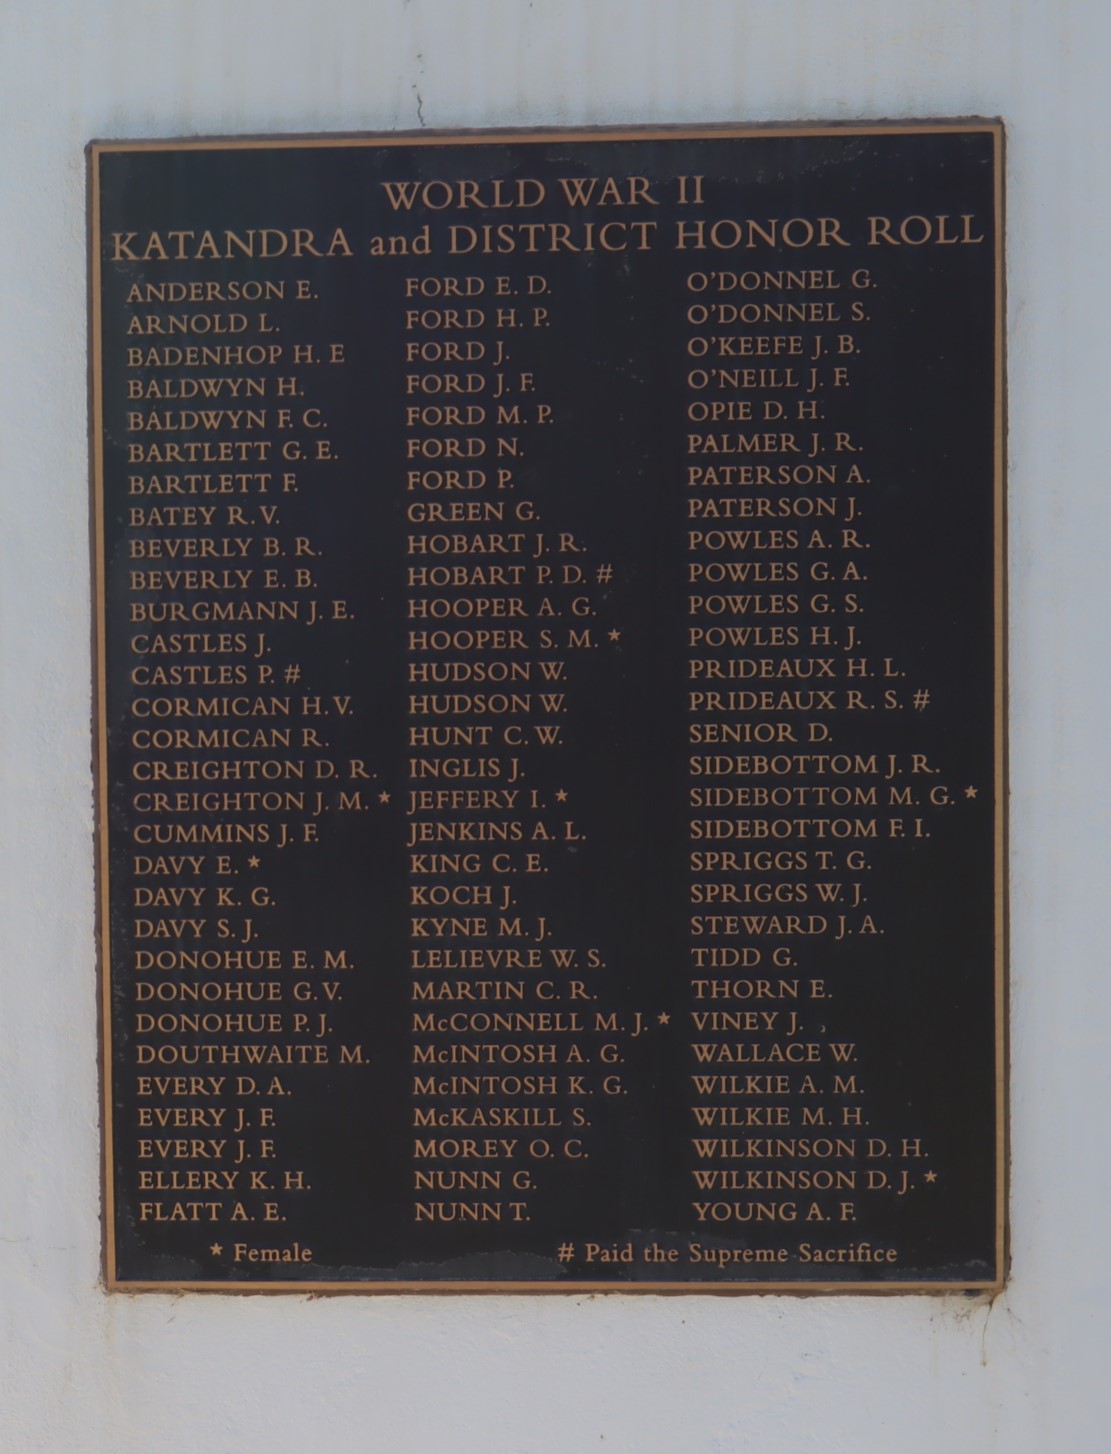 WORLD WAR II
KATANDRA and DISTRICT HONOR ROLL
ANDERSON E.
ARNOLD L.
BADENHOP H. E
BALDWYN H.
BALDWYN F. C.
BARTLETT G. E.
BARTLETT F.
BATEY R. V.
BEVERLY B. R.
BEVERLY E. B.
BURGMANN J. E.
CASTLES J.
CASTLES P. #
CORMICAN H. V.
CORMICAN R.
CREIGHTON D. R.
CREIGHTON J. M. *
CUMMINS J. F.
DAVY E. *
DAVY K. G.
DAVY S. J.
DONOHUE E. M.
DONOHUE G. V.
DONOHUE P. J.
DOUTHWAITE M.
EVERY D. A.
EVERY J. F.
EVERY J. F.
ELLERY K. H.
FLATT A. E.
FORD E. D.
FORD H. P.
FORD J.
FORD J. F.
FORD M. P.
FORD N.
FORD P.
GREEN G.
HOBART J. R.
HOBART P. D. #
HOOPER A. G.
HOOPER S. M. *
HUDSON W.
HUDSON W.
HUNT C. W.
INGLIS J.
JEFFERY I. *
JENKINS A. L.
KING C. E.
KOCH J.
KYNE M. J.
LELIEVRE W. S.
MARTIN C. R.
McCONNELL M. J. *
McINTOSH A. G.
McINTOSH K. G.
McKASKILL S.
MOREY O. C.
NUNN G.
NUNN T.
O'DONNEL G.
O'DONNEL S.
O'KEEFE J. B.
O'NEILL J. F.
OPIE D. H.
PALMER J. R.
PATERSON A.
PATERSON J.
POWLES A. R.
POWLES G. A.
POWLES G. S.
POWLES H. J.
PRIDEAUX H. L.
PRIDEAUX R. S. #
SENIOR D.
SIDEBOTTOM J. R.
SIDEBOTTOM M. G. *
SIDEBOTTOM F. I.
SPRIGGS T. G.
SPRIGGS W. J.
STEWARD J. A.
TIDD G.
THORN E.
VINEY J.
WALLACE W.
WILKIE A. M.
WILKIE M. H.
WILKINSON D. H.
WILKINSON D. J. *
YOUNG A. F.
* Female
# Paid the Supreme Sacrifice